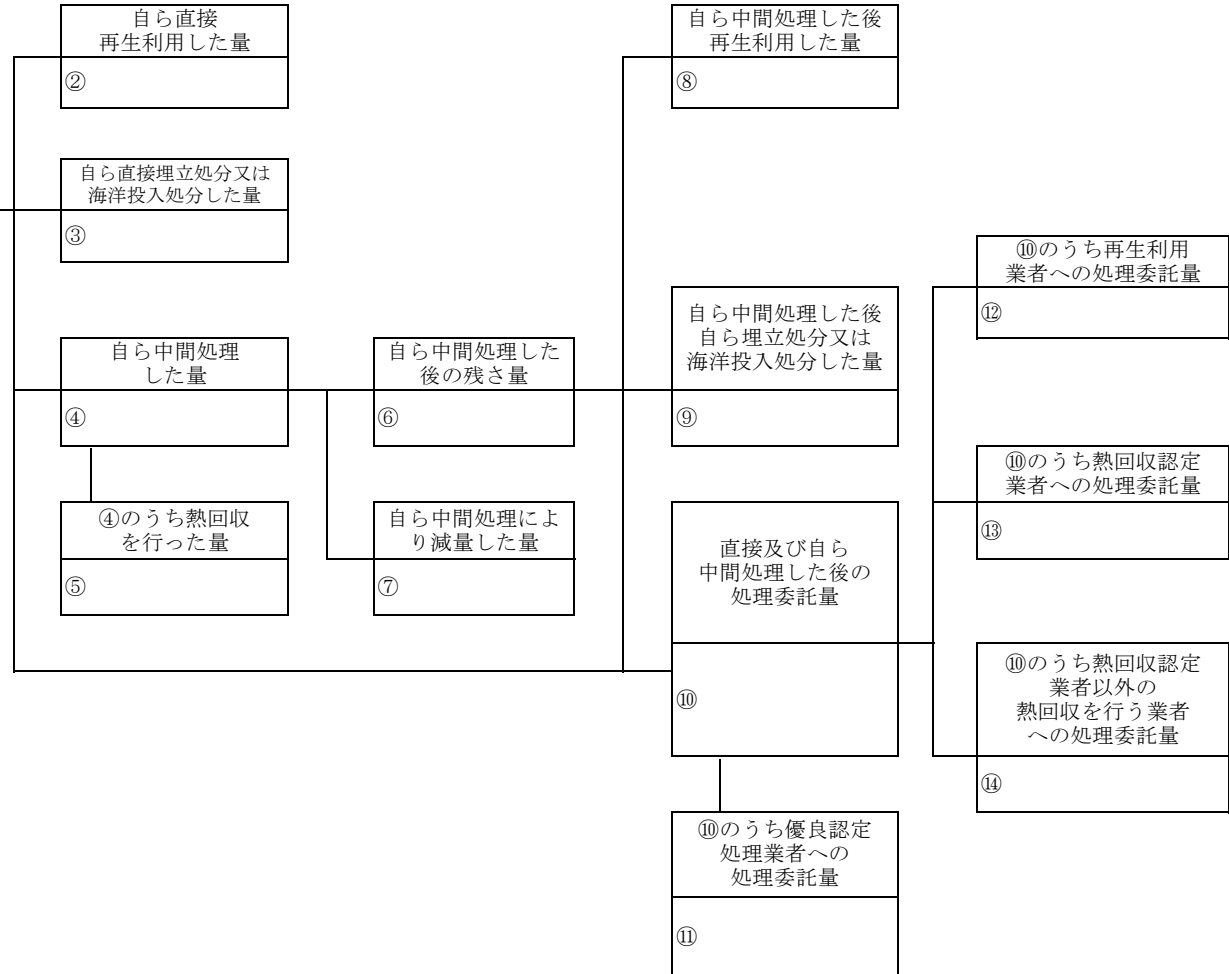 自ら直接
再生利用した量
②
自ら直接埋立処分又は
海洋投入処分した量
③
自ら中間処理
した量
④
④のうち熱回収
を行った量
⑤
自ら中間処理した
後の残さ量
⑥
自ら中間処理によ
り減量した量
⑦
自ら中間処理した後
再生利用した量
⑧
自ら中間処理した後
自ら埋立処分又は
海洋投入処分した量
⑨
直接及び自ら
中間処理した後の
処理委託量
⑩
⑩のうち優良認定
処理業者への
処理委託量
⑪
⑩のうち再生利用
業者への処理委託量
⑫
⑩のうち熱回収認定
業者への処理委託量
⑬
⑩のうち熱回収認定
業者以外の
熱回収を行う業者
への処理委託量
⑭